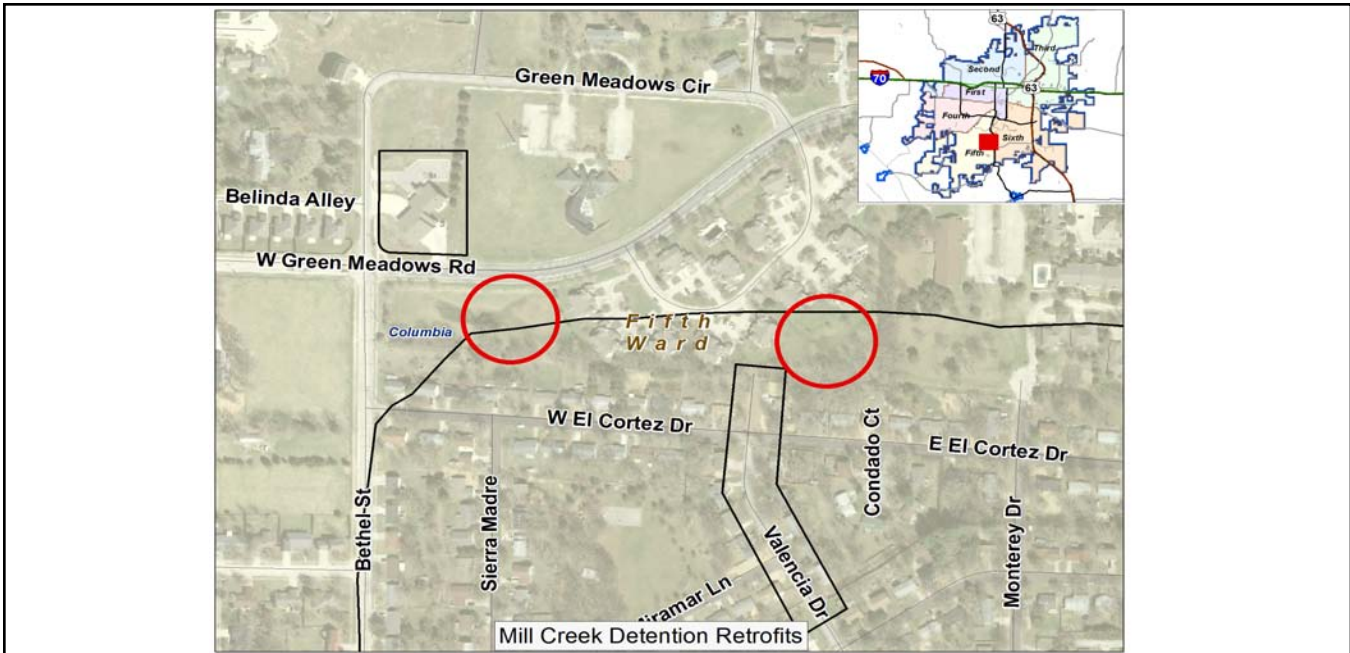 63
Third
Second
70
63
First
Fourth
Sixth
Fifth
Green Meadows Cir
Belinda Alley
W Green Meadows Rd
Columbia
Fifth
Ward
W El Cortez Dr
E El Cortez Dr
Condado Ct
Bethel St
Sierra Madre
Valencia Dr
Monterey Dr
Miramar Ln
Mill Creek Detention Retrofits